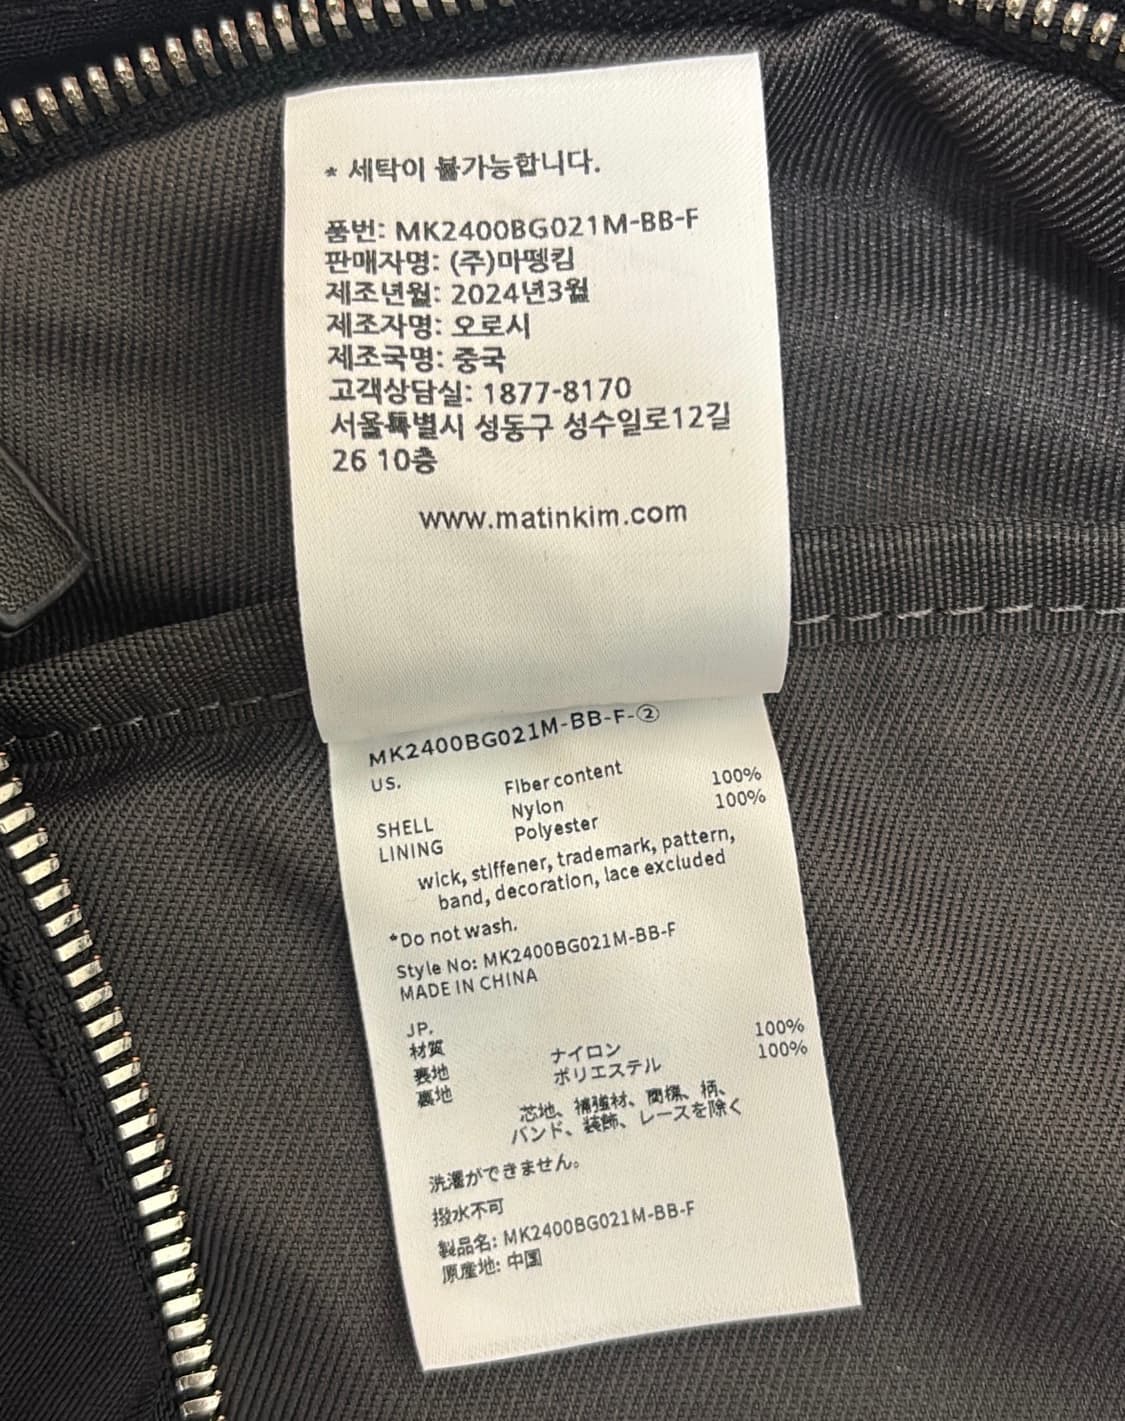 * 세탁이 불가능합니다.
품번: MK2400BG021M-BB-F
판매자명: (주)마뗑킴
제조년월: 2024년3월
제조자명: 오로시
제조국명: 중국
고객상담실: 1877-8170
서울특별시 성동구 성수일로12길
26 10층
www.matinkim.com
MK2400BG021M-BB-F-②
US. Fiber content
SHELL Nylon 100%
LINING Polyester 100%
wick, stiffener, trademark, pattern,
band, decoration, lace excluded
*Do not wash.
Style No: MK2400BG021M-BB-F
MADE IN CHINA
JP.
材質
表地 ナイロン 100%
裏地 ポリエステル 100%
芯地、補強材、商標、柄、
バンド、装飾、レースを除く
洗濯ができません。
撥水不可
製品名: MK2400BG021M-BB-F
原産地: 中国